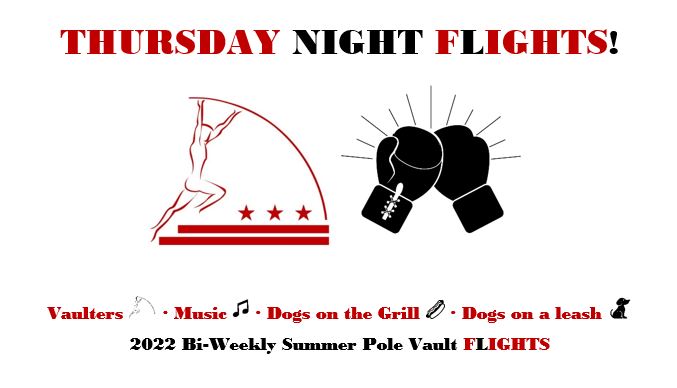 THURSDAY NIGHT FLIGHTS!
Vaulters · Music · Dogs on the Grill · Dogs on a leash
2022 Bi-Weekly Summer Pole Vault FLIGHTS